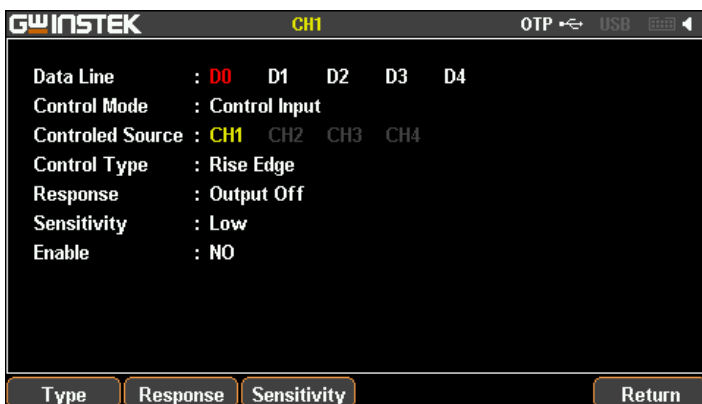 GWINSTEK CH1 OTP USB
Data Line : D0 D1 D2 D3 D4
Control Mode : Control Input
Controled Source : CH1 CH2 CH3 CH4
Control Type : Rise Edge
Response : Output Off
Sensitivity : Low
Enable : NO
Type Response Sensitivity Return